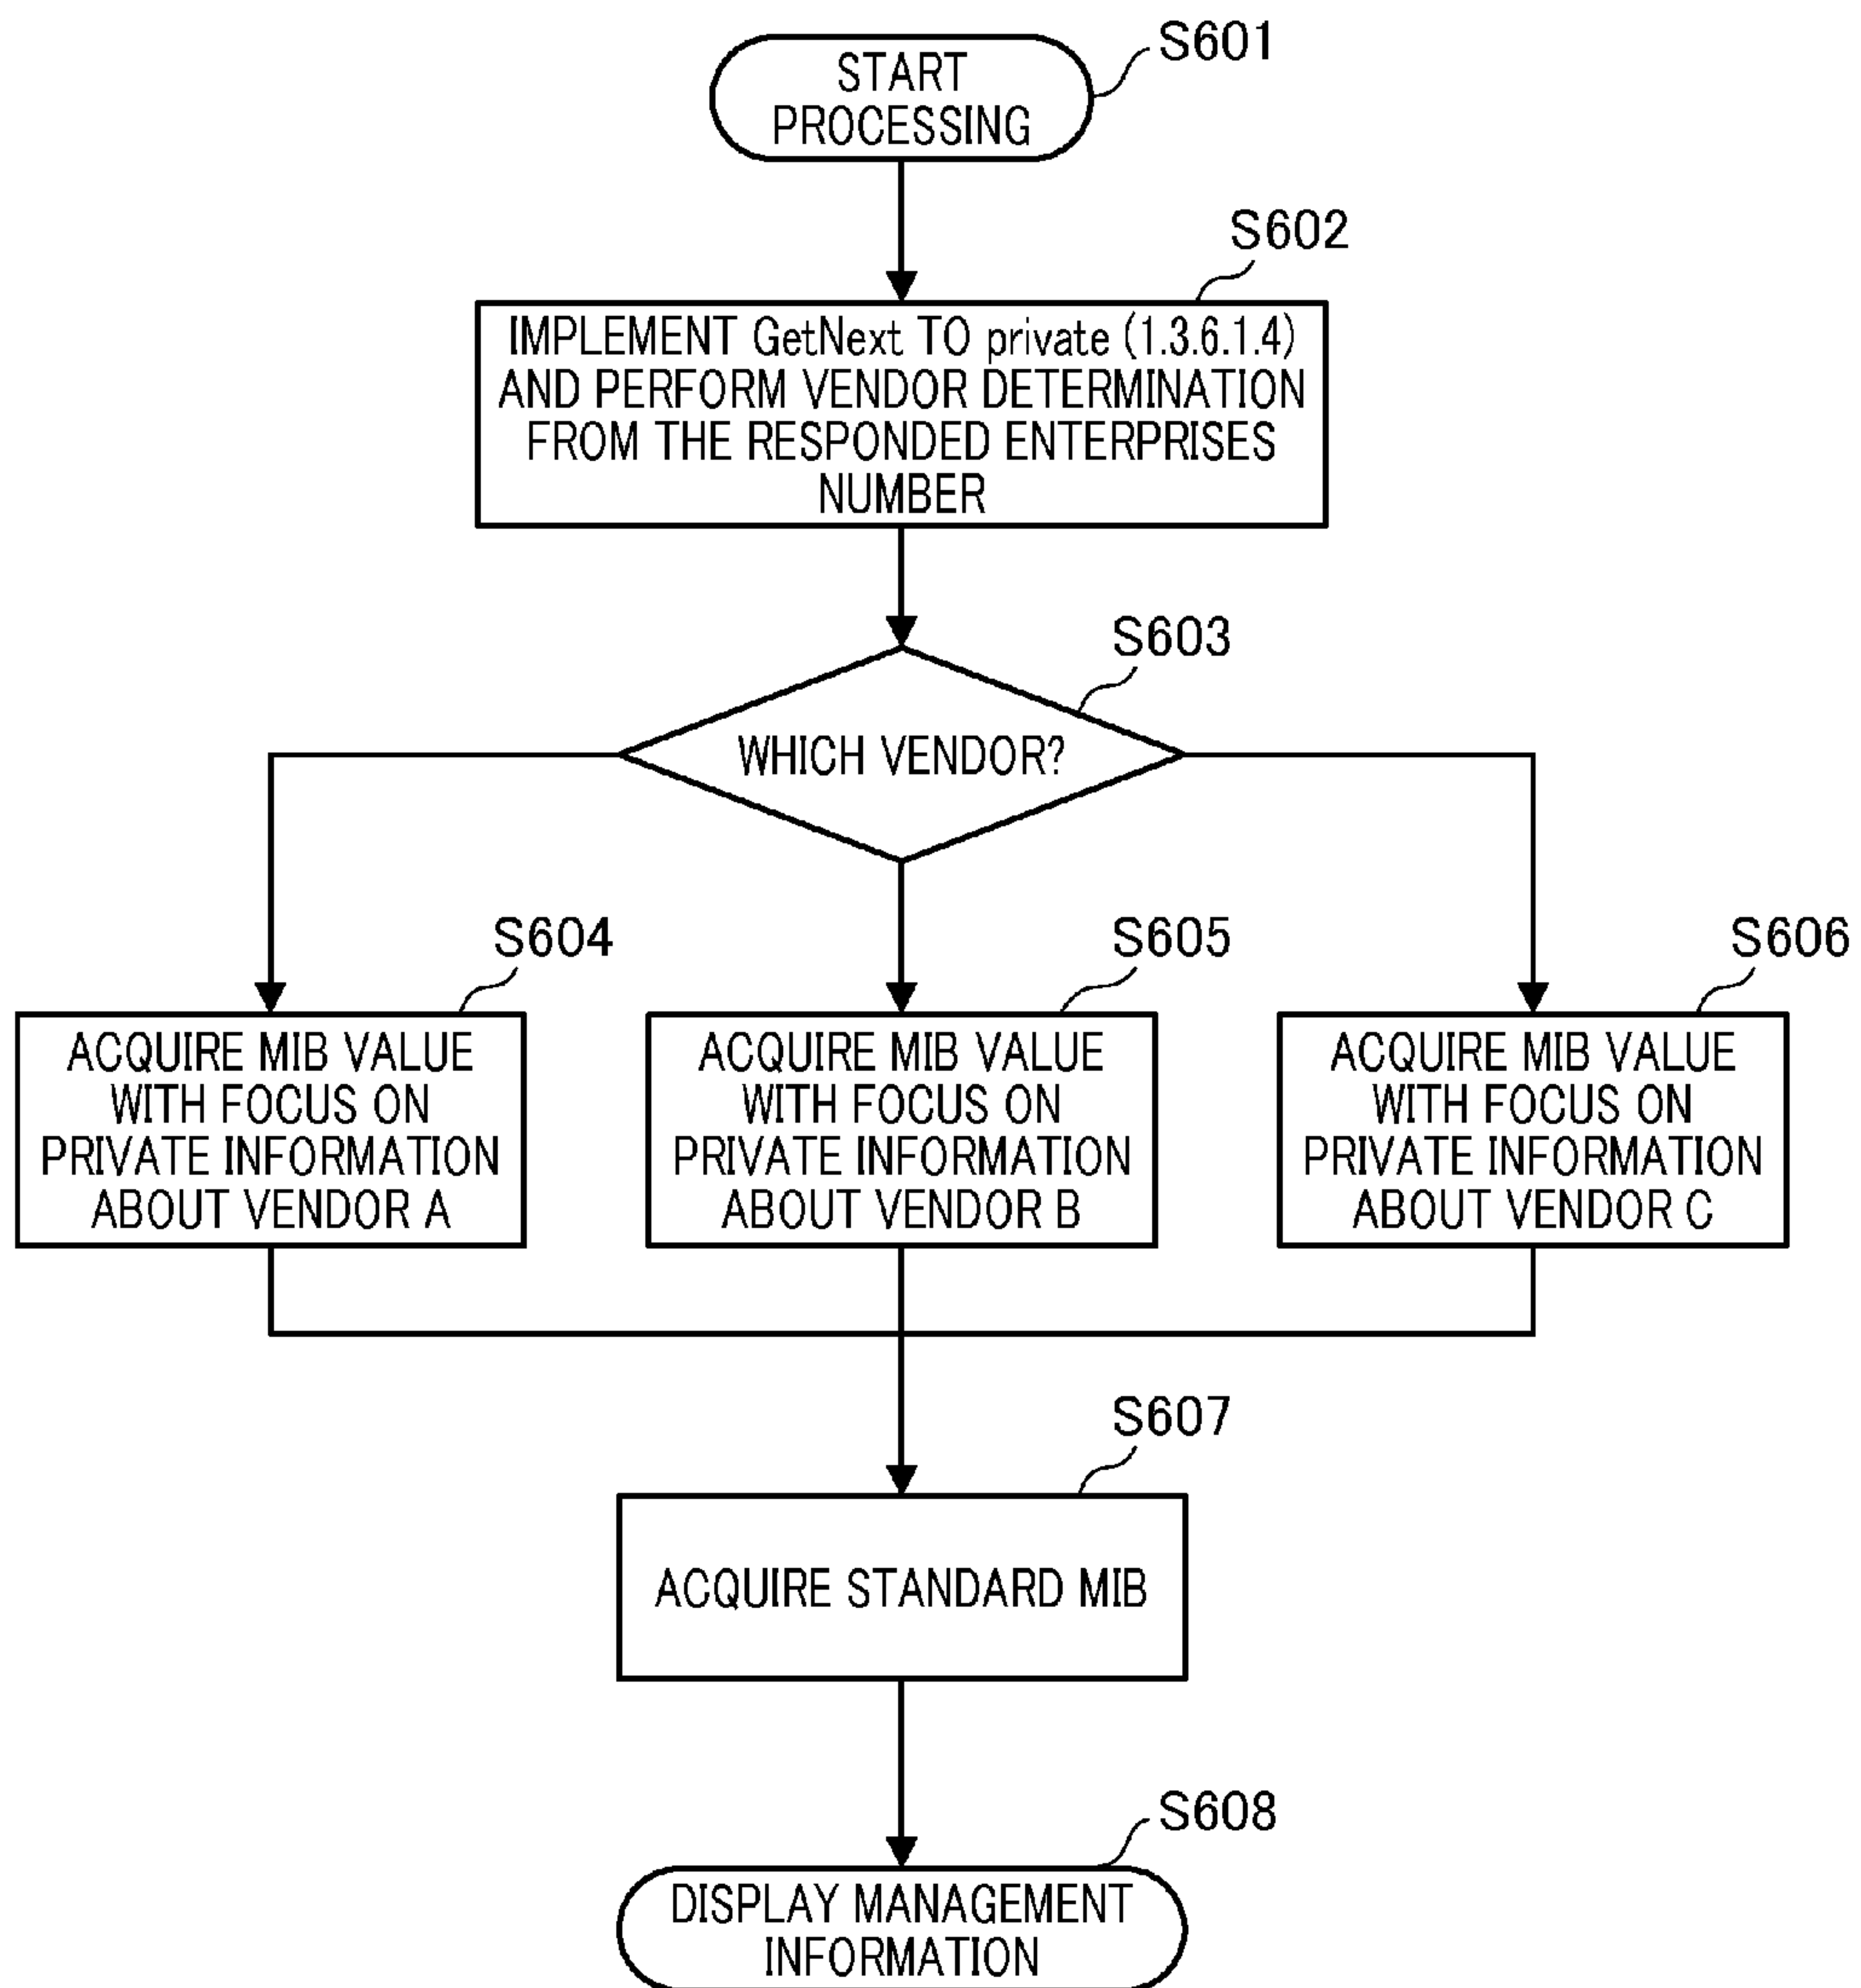 S601
START
PROCESSING
S602
IMPLEMENT GetNext TO private (1.3.6.1.4)
AND PERFORM VENDOR DETERMINATION
FROM THE RESPONDED ENTERPRISES
NUMBER
S603
WHICH VENDOR?
S604
ACQUIRE MIB VALUE
WITH FOCUS ON
PRIVATE INFORMATION
ABOUT VENDOR A
S605
ACQUIRE MIB VALUE
WITH FOCUS ON
PRIVATE INFORMATION
ABOUT VENDOR B
S606
ACQUIRE MIB VALUE
WITH FOCUS ON
PRIVATE INFORMATION
ABOUT VENDOR C
S607
ACQUIRE STANDARD MIB
S608
DISPLAY MANAGEMENT
INFORMATION